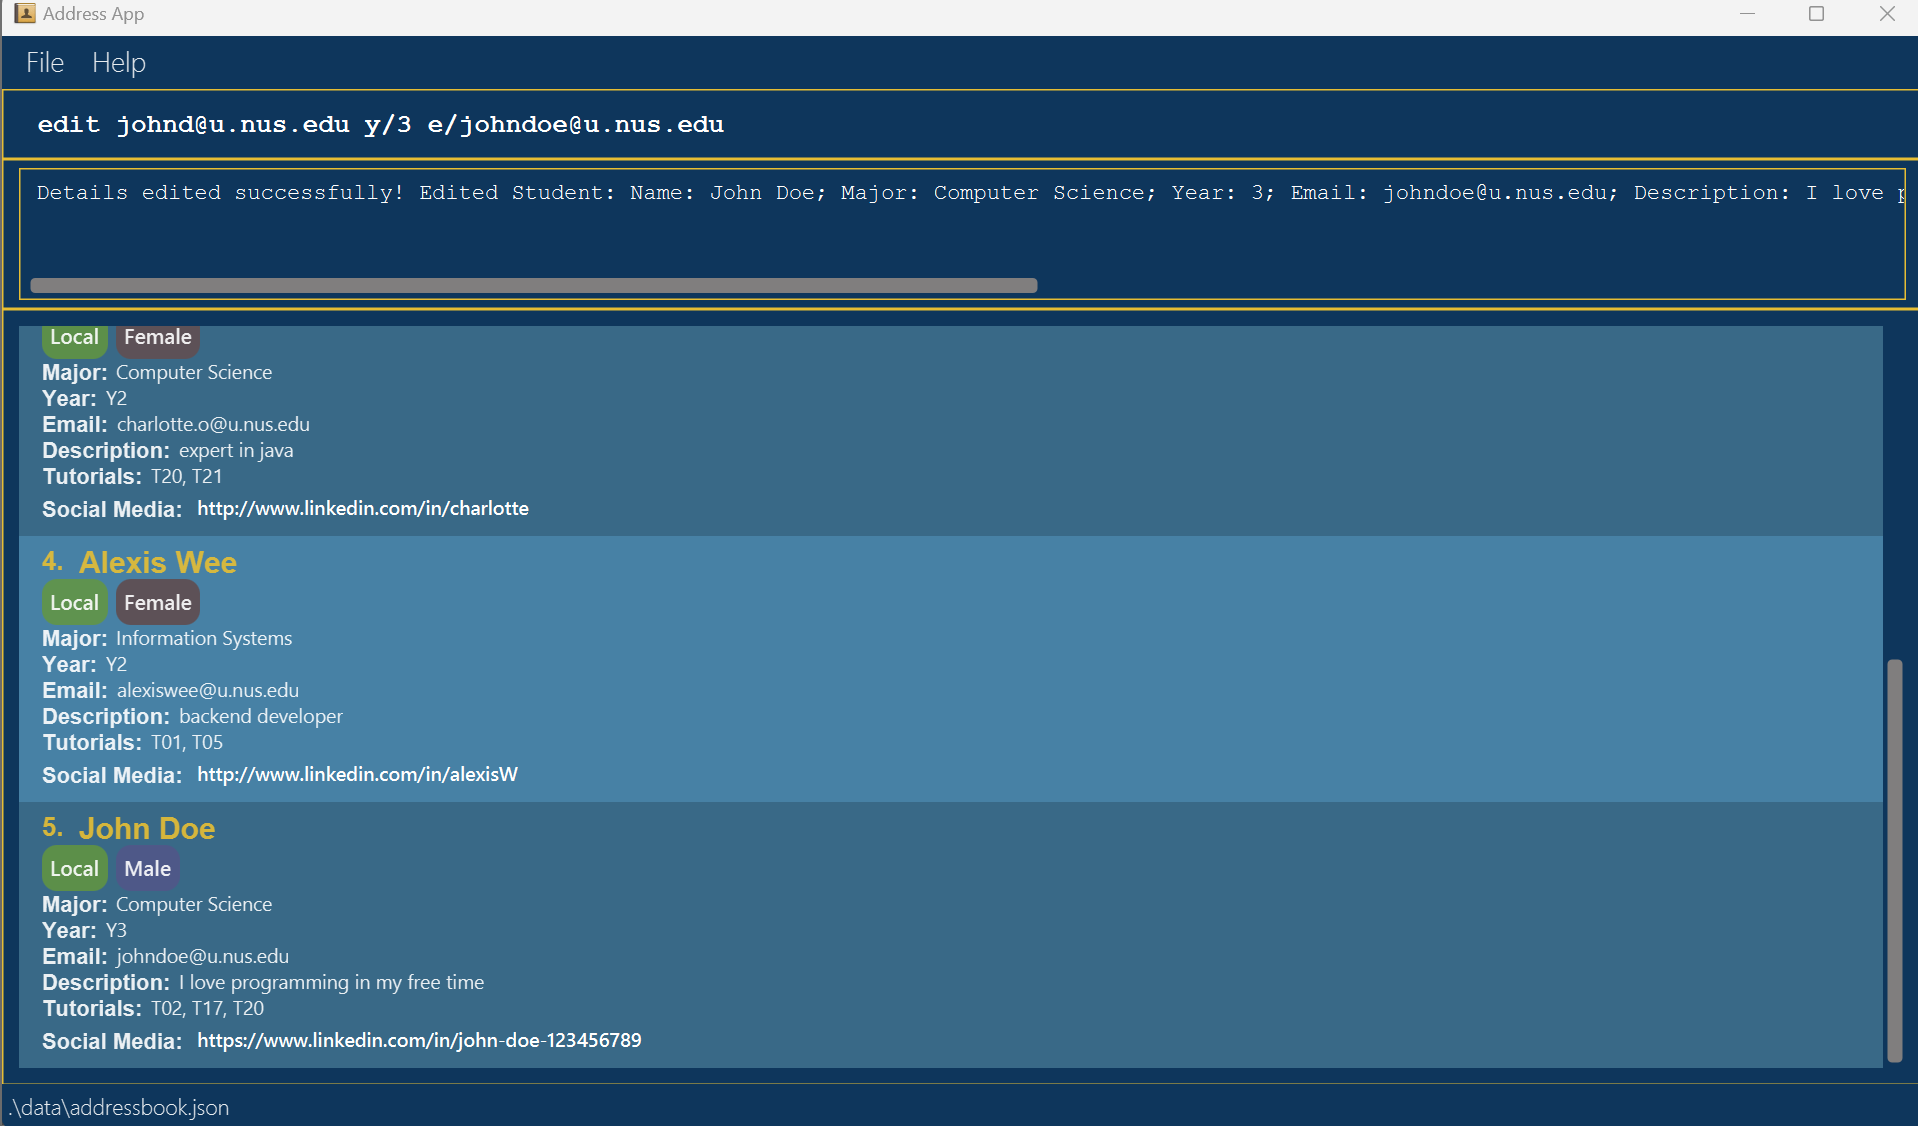 Address App
File Help
edit johnd@u.nus.edu y/3 e/johndoe@u.nus.edu
Details edited successfully! Edited Student: Name: John Doe; Major: Computer Science; Year: 3; Email: johndoe@u.nus.edu; Description: I love
Local Female
Major: Computer Science
Year: Y2
Email: charlotte.o@u.nus.edu
Description: expert in java
Tutorials: T20, T21
Social Media: http://www.linkedin.com/in/charlotte
4. Alexis Wee
Local Female
Major: Information Systems
Year: Y2
Email: alexiswee@u.nus.edu
Description: backend developer
Tutorials: T01, T05
Social Media: http://www.linkedin.com/in/alexisW
5. John Doe
Local Male
Major: Computer Science
Year: Y3
Email: johndoe@u.nus.edu
Description: I love programming in my free time
Tutorials: T02, T17, T20
Social Media: https://www.linkedin.com/in/john-doe-123456789
.\data\addressbook.json